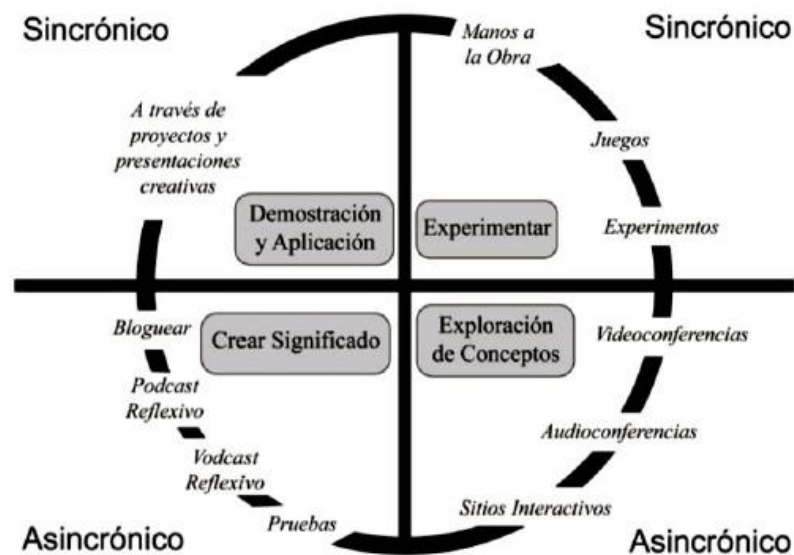 Sincrónico
Sincrónico
Manos a
la Obra
A través de
proyectos y
presentaciones
creativas
Juegos
Experimentos
Demostración
y Aplicación
Experimentar
Crear Significado
Exploración
de Conceptos
Bloguear
Podcast
Reflexivo
Vodcast
Reflexivo
Pruebas
Videoconferencias
Audioconferencias
Sitios Interactivos
Asincrónico
Asincrónico